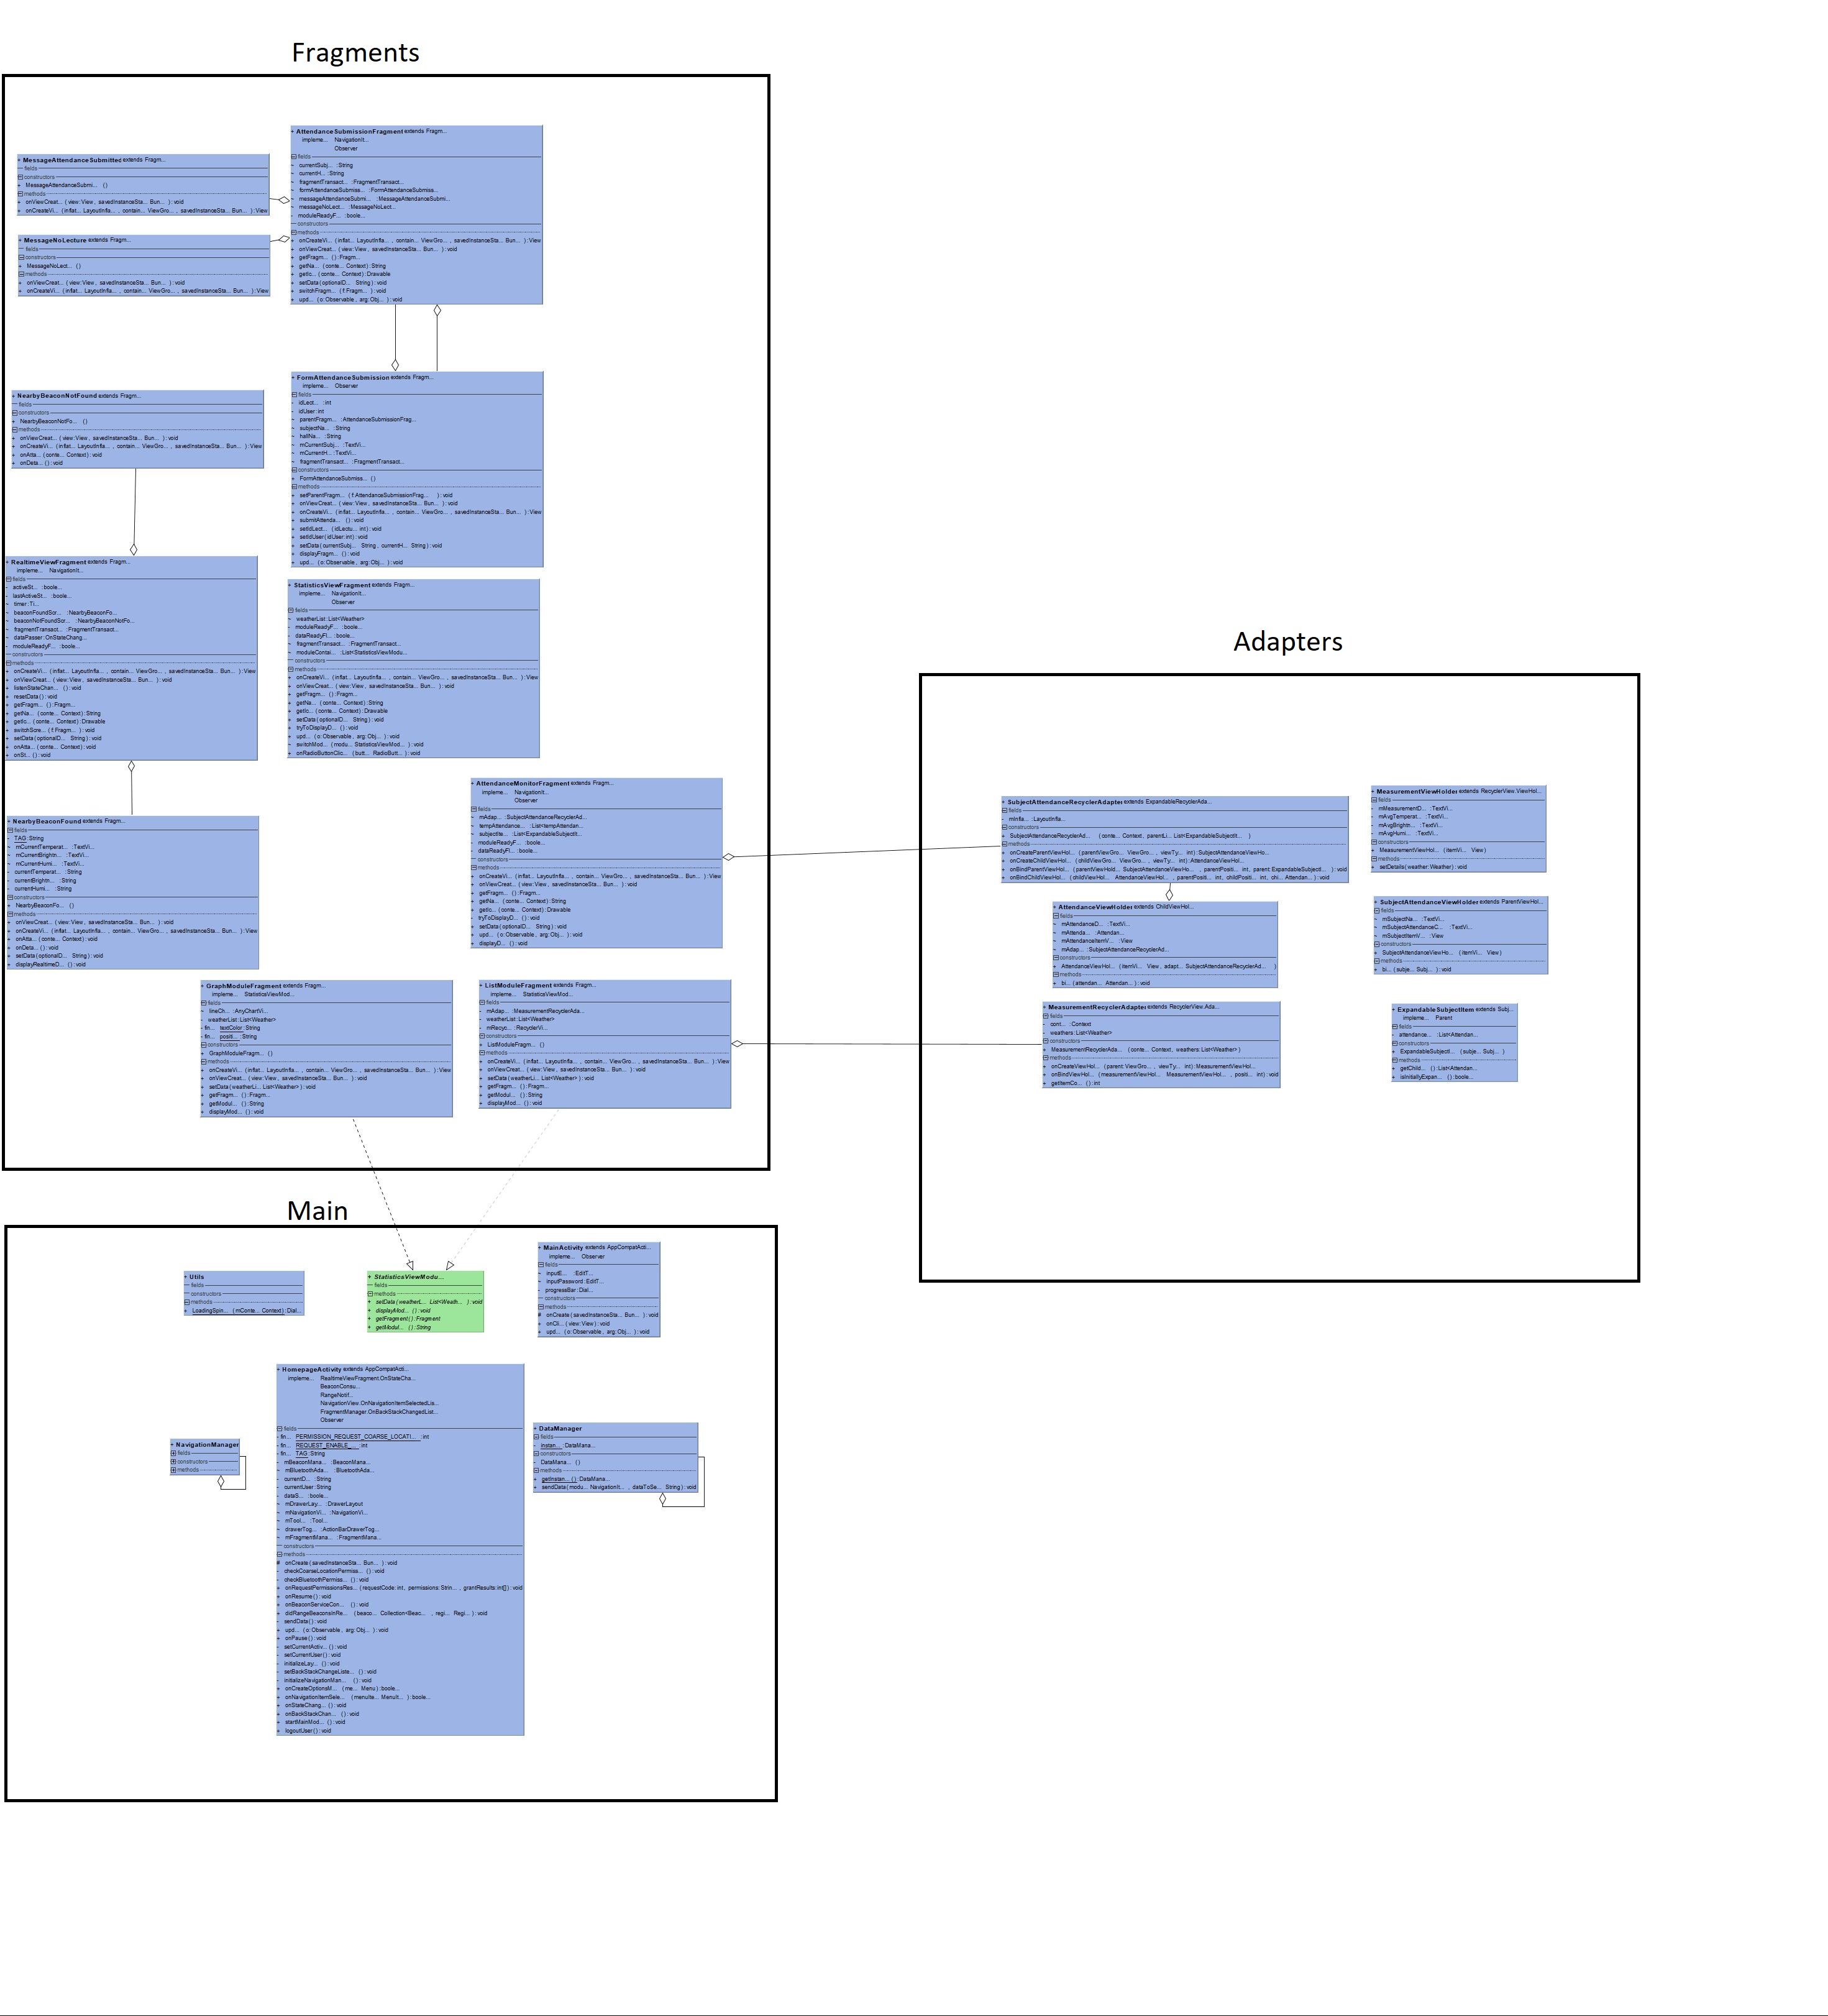 Fragments
+ AttendanceSubmissionFragment extends Fragm...
impleme... NavigationIt...
Observer
fields
~ currentSubj... :String
~ currentH... :String
~ fragmentTransact... :FragmentTransact...
~ formAttendanceSubmiss... :FormAttendanceSubmiss...
~ messageAttendanceSubmi... :MessageAttendanceSubmi...
~ messageNoLect... :MessageNoLect...
- moduleReadyF... :boole...
constructors
methods
+ onCreateVi... (inflat... LayoutInfla... , contain... ViewGro... , savedInstanceSta... Bun... ):View
+ onViewCreat... (view:View, savedInstanceSta... Bun... ):void
+ getFragm... ():Fragm...
+ getNa... (conte... Context):String
+ getIc... (conte... Context):Drawable
+ setData(optionalD... String):void
+ switchFragm... (f:Fragm... ):void
+ upd... (o:Observable, arg:Obj... ):void
+ MessageAttendanceSubmitted extends Fragm...
fields
constructors
+ MessageAttendanceSubmi... ()
methods
+ onViewCreat... (view:View, savedInstanceSta... Bun... ):void
+ onCreateVi... (inflat... LayoutInfla... , contain... ViewGro... , savedInstanceSta... Bun... ):View
+ MessageNoLecture extends Fragm...
fields
constructors
+ MessageNoLect... ()
methods
+ onViewCreat... (view:View, savedInstanceSta... Bun... ):void
+ onCreateVi... (inflat... LayoutInfla... , contain... ViewGro... , savedInstanceSta... Bun... ):View
+ FormAttendanceSubmission extends Fragm...
impleme... Observer
fields
- idLect... :int
- idUser:int
~ parentFragm... :AttendanceSubmissionFrag...
~ subjectNa... :String
~ hallNa... :String
~ mCurrentSubj... :TextVi...
~ mCurrentH... :TextVi...
~ fragmentTransact... :FragmentTransact...
constructors
+ FormAttendanceSubmiss... ()
methods
+ setParentFragm... (f:AttendanceSubmissionFrag... ):void
+ onViewCreat... (view:View, savedInstanceSta... Bun... ):void
+ onCreateVi... (inflat... LayoutInfla... , contain... ViewGro... , savedInstanceSta... Bun... ):View
+ submitAttenda... ():void
+ setIdLect... (idLectu... int):void
+ setIdUser(idUser:int):void
+ setData(currentSubj... String, currentH... String):void
+ displayFragm... ():void
+ upd... (o:Observable, arg:Obj... ):void
+ NearbyBeaconNotFound extends Fragm...
fields
constructors
+ NearbyBeaconNotFo... ()
methods
+ onViewCreat... (view:View, savedInstanceSta... Bun... ):void
+ onCreateVi... (inflat... LayoutInfla... , contain... ViewGro... , savedInstanceSta... Bun... ):View
+ onAtta... (conte... Context):void
+ onDeta... ():void
+ RealtimeViewFragment extends Fragm...
impleme... NavigationIt...
fields
- activeSt... :boole...
- lastActiveSt... :boole...
~ timer:Ti...
- beaconFoundScr... :NearbyBeaconFo...
- beaconNotFoundScr... :NearbyBeaconNotFo...
~ fragmentTransact... :FragmentTransact...
- dataPasser:OnStateChang...
- moduleReadyF... :boole...
constructors
methods
+ onCreateVi... (inflat... LayoutInfla... , contain... ViewGro... , savedInstanceSta... Bun... ):View
+ onViewCreat... (view:View, savedInstanceSta... Bun... ):void
+ listenStateChan... ():void
+ resetData():void
+ getFragm... ():Fragm...
+ getNa... (conte... Context):String
+ getIc... (conte... Context):Drawable
+ switchScre... (f:Fragm... ):void
+ setData(optionalD... String):void
+ onAtta... (conte... Context):void
+ onSt... ():void
+ StatisticsViewFragment extends Fragm...
impleme... NavigationIt...
Observer
fields
~ weatherList:List<Weather>
- moduleReadyF... :boole...
- dataReadyFl... :boole...
~ fragmentTransact... :FragmentTransact...
~ moduleContai... :List<StatisticsViewModu...
constructors
methods
+ onCreateVi... (inflat... LayoutInfla... , contain... ViewGro... , savedInstanceSta... Bun... ):View
+ onViewCreat... (view:View, savedInstanceSta... Bun... ):void
+ getFragm... ():Fragm...
+ getNa... (conte... Context):String
+ getIc... (conte... Context):Drawable
+ setData(optionalD... String):void
- tryToDisplayD... ():void
+ upd... (o:Observable, arg:Obj... ):void
~ switchMod... (modu... StatisticsViewMod... ):void
+ onRadioButtonClic... (butt... RadioButt... ):void
+ NearbyBeaconFound extends Fragm...
fields
- TAG:String
~ mCurrentTemperat... :TextVi...
~ mCurrentBrightn... :TextVi...
~ mCurrentHumi... :TextVi...
- currentTemperat... :String
- currentBrightn... :String
- currentHumi... :String
constructors
+ NearbyBeaconFo... ()
methods
+ onViewCreat... (view:View, savedInstanceSta... Bun... ):void
+ onCreateVi... (inflat... LayoutInfla... , contain... ViewGro... , savedInstanceSta... Bun... ):View
+ onAtta... (conte... Context):void
+ onDeta... ():void
+ setData(optionalD... String):void
+ displayRealtimeD... ():void
+ AttendanceMonitorFragment extends Fragm...
impleme... NavigationIt...
Observer
fields
~ mAdap... :SubjectAttendanceRecyclerAd...
~ tempAttendance... :List<tempAttendan...
~ subjectIte... :List<ExpandableSubjectIt...
- moduleReadyF... :boole...
- dataReadyFl... :boole...
constructors
methods
+ onCreateVi... (inflat... LayoutInfla... , contain... ViewGro... , savedInstanceSta... Bun... ):View
+ onViewCreat... (view:View, savedInstanceSta... Bun... ):void
+ getFragm... ():Fragm...
+ getNa... (conte... Context):String
+ getIc... (conte... Context):Drawable
- tryToDisplayD... ():void
+ setData(optionalD... String):void
+ upd... (o:Observable, arg:Obj... ):void
+ displayD... ():void
+ GraphModuleFragment extends Fragm...
impleme... StatisticsViewMod...
fields
~ lineCh... :AnyChartVi...
- weatherList:List<Weather>
- fin... textColor:String
- fin... positi... :String
constructors
+ GraphModuleFragm... ()
methods
+ onCreateVi... (inflat... LayoutInfla... , contain... ViewGro... , savedInstanceSta... Bun... ):View
+ onViewCreat... (view:View, savedInstanceSta... Bun... ):void
+ setData(weatherLi... List<Weather>):void
+ getFragm... ():Fragm...
+ getModul... ():String
+ displayMod... ():void
+ ListModuleFragment extends Fragm...
impleme... StatisticsViewMod...
fields
- mAdap... :MeasurementRecyclerAda...
- weatherList:List<Weather>
~ mRecyc... :RecyclerVi...
constructors
+ ListModuleFragm... ()
methods
+ onCreateVi... (inflat... LayoutInfla... , contain... ViewGro... , savedInstanceSta... Bun... ):View
+ onViewCreat... (view:View, savedInstanceSta... Bun... ):void
+ setData(weatherLi... List<Weather>):void
+ getFragm... ():Fragm...
+ getModul... ():String
+ displayMod... ():void
Adapters
+ SubjectAttendanceRecyclerAdapter extends ExpandableRecyclerAda...
fields
- mInfla... :LayoutInfla...
constructors
+ SubjectAttendanceRecyclerAd... (conte... Context, parentLi... List<ExpandableSubjectIt... )
methods
+ onCreateParentViewHol... (parentViewGro... ViewGro... , viewTy... int):SubjectAttendanceViewHo...
+ onCreateChildViewHol... (childViewGro... ViewGro... , viewTy... int):AttendanceViewHol...
+ onBindParentViewHol... (parentViewHold... SubjectAttendanceViewHo... , parentPositi... int, parent:ExpandableSubjectI... ):void
+ onBindChildViewHol... (childViewHol... AttendanceViewHol... , parentPositi... int, childPositi... int, chi... Attendan... ):void
+ MeasurementViewHolder extends RecyclerView.ViewHol...
fields
- mMeasurementD... :TextVi...
- mAvgTemperat... :TextVi...
- mAvgBrightn... :TextVi...
- mAvgHumi... :TextVi...
constructors
+ MeasurementViewHol... (itemVi... View)
methods
+ setDetails(weather:Weather):void
+ AttendanceViewHolder extends ChildViewHol...
fields
~ mAttendanceD... :TextVi...
~ mAttenda... :Attendan...
~ mAttendanceItemV... :View
~ mAdap... :SubjectAttendanceRecyclerAd...
constructors
+ AttendanceViewHol... (itemVi... View, adapt... SubjectAttendanceRecyclerAd... )
methods
+ bi... (attendan... Attendan... ):void
+ SubjectAttendanceViewHolder extends ParentViewHol...
fields
~ mSubjectNa... :TextVi...
~ mSubjectAttendanceC... :TextVi...
~ mSubjectItemV... :View
constructors
+ SubjectAttendanceViewHo... (itemVi... View)
methods
+ bi... (subje... Subj... ):void
+ MeasurementRecyclerAdapter extends RecyclerView.Ada...
fields
- cont... :Context
- weathers:List<Weather>
constructors
+ MeasurementRecyclerAda... (conte... Context, weathers:List<Weather>)
methods
+ onCreateViewHol... (parent:ViewGro... , viewTy... int):MeasurementViewHol...
+ onBindViewHol... (measurementViewHol... MeasurementViewHol... , positi... int):void
+ getItemCo... ():int
+ ExpandableSubjectItem extends Subj...
impleme... Parent
fields
- attendance... :List<Attendan...
constructors
+ ExpandableSubjectI... (subje... Subj... )
methods
+ getChild... ():List<Attendan...
+ isInitiallyExpan... ():boole...
Main
+ Utils
fields
constructors
methods
+ LoadingSpin... (mConte... Context):Dial...
+ StatisticsViewModu...
fields
methods
+ setData(weatherL... List<Weath... ):void
+ displayMod... ():void
+ getFragment():Fragment
+ getModul... ():String
+ MainActivity extends AppCompatActi...
impleme... Observer
fields
~ inputE... :EditT...
~ inputPassword:EditT...
- progressBar:Dial...
constructors
methods
# onCreate(savedInstanceSta... Bun... ):void
+ onCli... (view:View):void
+ upd... (o:Observable, arg:Obj... ):void
+ HomepageActivity extends AppCompatActi...
impleme... RealtimeViewFragment.OnStateCha...
BeaconConsu...
RangeNotif...
NavigationView.OnNavigationItemSelectedLis...
FragmentManager.OnBackStackChangedList...
Observer
fields
- fin... PERMISSION_REQUEST_COARSE_LOCATI... :int
- fin... REQUEST_ENABLE_... :int
- fin... TAG:String
- mBeaconMana... :BeaconMana...
- mBluetoothAda... :BluetoothAda...
- currentD... :String
- currentUser:String
- dataS... :boole...
~ mDrawerLay... :DrawerLayout
~ mNavigationVi... :NavigationVi...
~ mTool... :Tool...
~ drawerTog... :ActionBarDrawerTog...
~ mFragmentMana... :FragmentMana...
constructors
methods
# onCreate(savedInstanceSta... Bun... ):void
- checkCoarseLocationPermiss... ():void
- checkBluetoothPermiss... ():void
+ onRequestPermissionsRes... (requestCode:int, permissions:Strin... , grantResults:int[]):void
+ onResume():void
+ onBeaconServiceCon... ():void
+ didRangeBeaconsInRe... (beaco... Collection<Beac... , regi... Regi... ):void
- sendData():void
+ upd... (o:Observable, arg:Obj... ):void
+ onPause():void
- setCurrentActiv... ():void
- setCurrentUser():void
- initializeLay... ():void
- setBackStackChangeListe... ():void
- initializeNavigationMan... ():void
+ onCreateOptionsM... (me... Menu):boole...
+ onNavigationItemSele... (menuIte... MenuIt... ):boole...
+ onStateChang... ():void
+ onBackStackChan... ():void
+ startMainMod... ():void
+ logoutUser():void
+ NavigationManager
fields
constructors
methods
+ DataManager
fields
- instan... :DataMana...
constructors
- DataMana... ()
methods
+ getInstan... ():DataMana...
+ sendData(modu... NavigationIt... , dataToSe... String):void